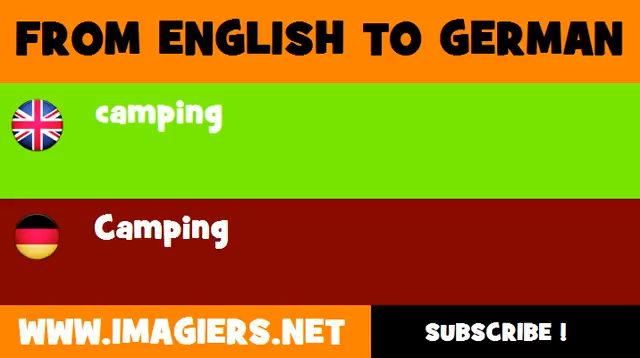 FROM ENGLISH TO GERMAN
camping
Camping
WWW.IMAGIERS.NET
SUBSCRIBE !